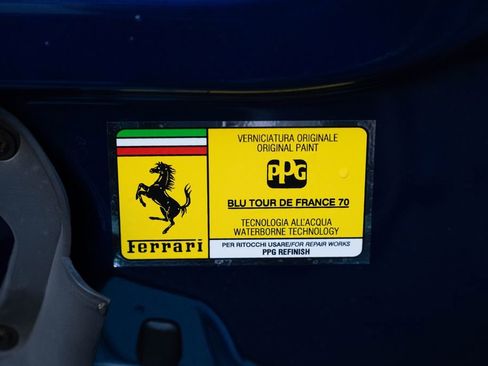 VERNICIATURA ORIGINALE
ORIGINAL PAINT
PPG
BLU TOUR DE FRANCE 70
TECNOLOGIA ALL'ACQUA
WATERBORNE TECHNOLOGY
Ferrari
PER RITOCCHI USARE/FOR REPAIR WORKS
PPG REFINISH